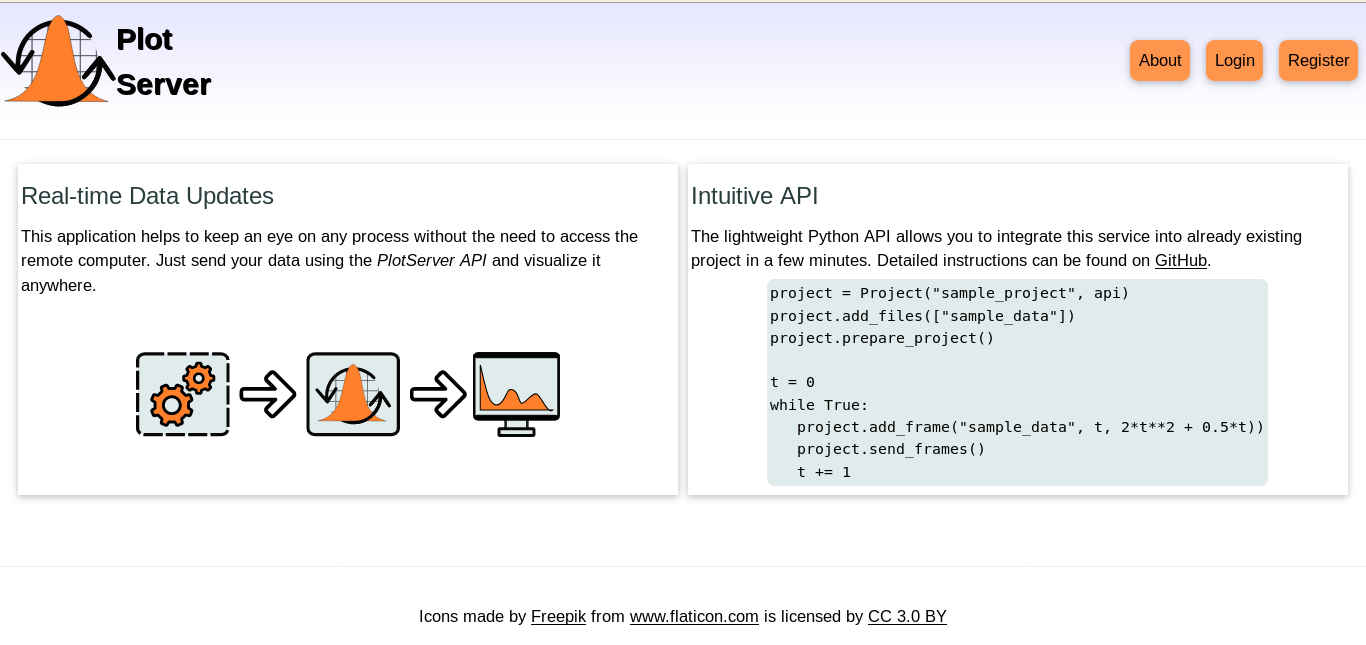 Plot
Server
About
Login
Register
Real-time Data Updates
This application helps to keep an eye on any process without the need to access the
remote computer. Just send your data using the PlotServer API and visualize it
anywhere.
Intuitive API
The lightweight Python API allows you to integrate this service into already existing
project in a few minutes. Detailed instructions can be found on GitHub.
project = Project("sample_project", api)
project.add_files(["sample_data"])
project.prepare_project()

t = 0
while True:
   project.add_frame("sample_data", t, 2*t**2 + 0.5*t))
   project.send_frames()
   t += 1
Icons made by Freepik from www.flaticon.com is licensed by CC 3.0 BY